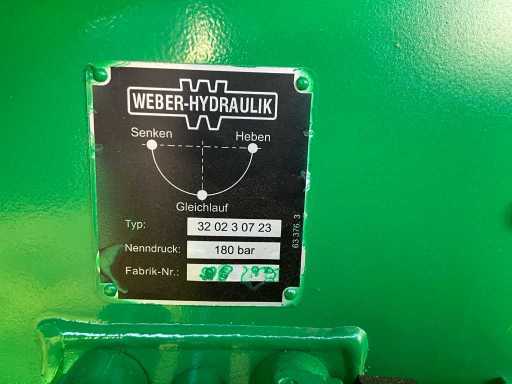 WEBER-HYDRAULIK
Senken Heben
Gleichlauf
Typ: 32 02 3 07 23
Nenndruck: 180 bar
Fabrik-Nr.:
63 376. 3